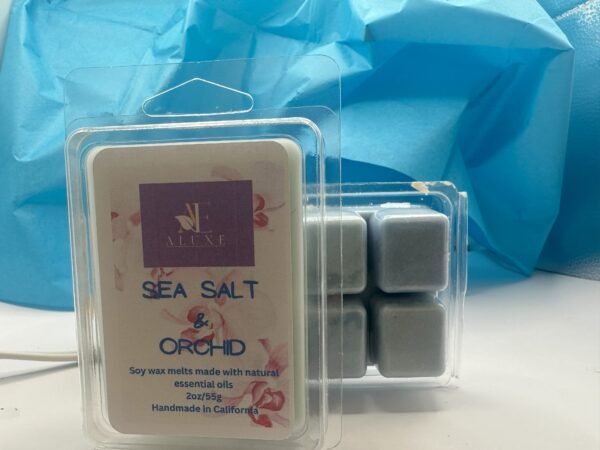 ALUXE
SEA SALT
&
ORCHID
Soy wax melts made with natural
essential oils
2oz/55g
Handmade in California